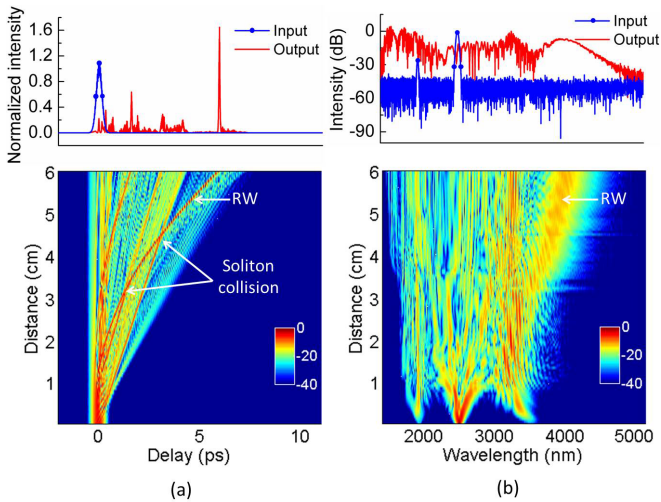 Normalized intensity
1.6
1.2
0.8
0.4
0.0
Input
Output
Intensity (dB)
0
-30
-60
-90
Input
Output
Distance (cm)
6
5
4
3
2
1
RW
Soliton
collision
0
-20
-40
0
5
10
Delay (ps)
(a)
Distance (cm)
6
5
4
3
2
1
RW
0
-20
-40
2000
3000
4000
5000
Wavelength (nm)
(b)